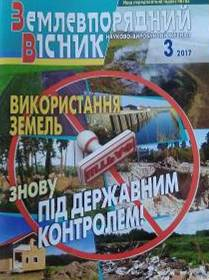 Землевпорядний
Вісник
НАУКОВО-ВИРОБНИЧИЙ ЖУРНАЛ
3 2017
ВИКОРИСТАННЯ
ЗЕМЕЛЬ
ЗНОВУ
ПІД ДЕРЖАВНИМ
КОНТРОЛЕМ!